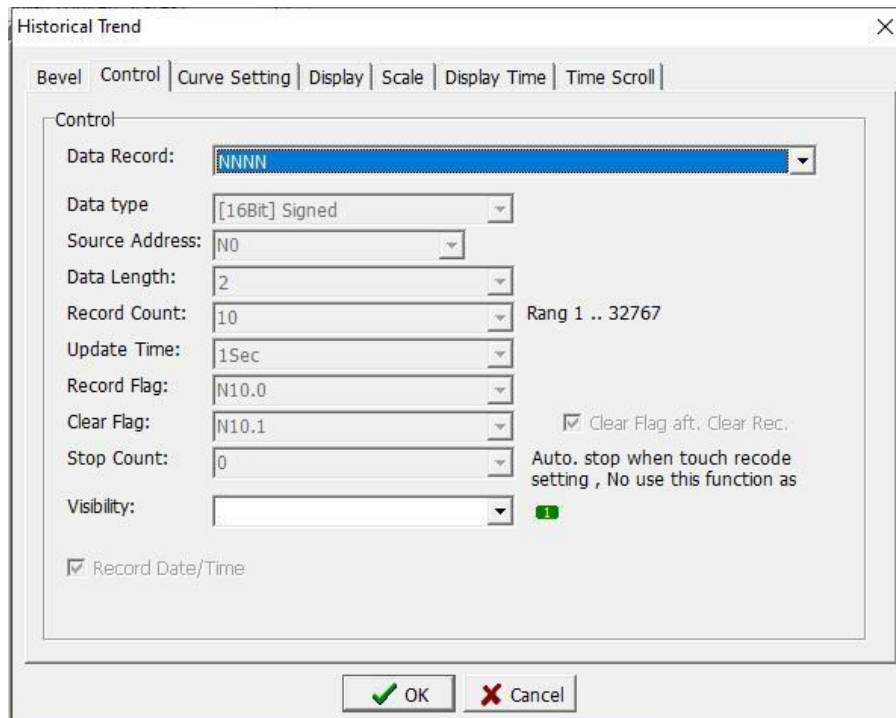 Historical Trend
Bevel Control Curve Setting Display Scale Display Time Time Scroll
Control
Data Record: NNNN
Data type [16Bit] Signed
Source Address: N0
Data Length: 2
Record Count: 10 Rang 1 .. 32767
Update Time: 1Sec
Record Flag: N10.0
Clear Flag: N10.1 Clear Flag aft. Clear Rec.
Stop Count: 0 Auto. stop when touch recode
setting , No use this function as
Visibility: 1
Record Date/Time
OK Cancel